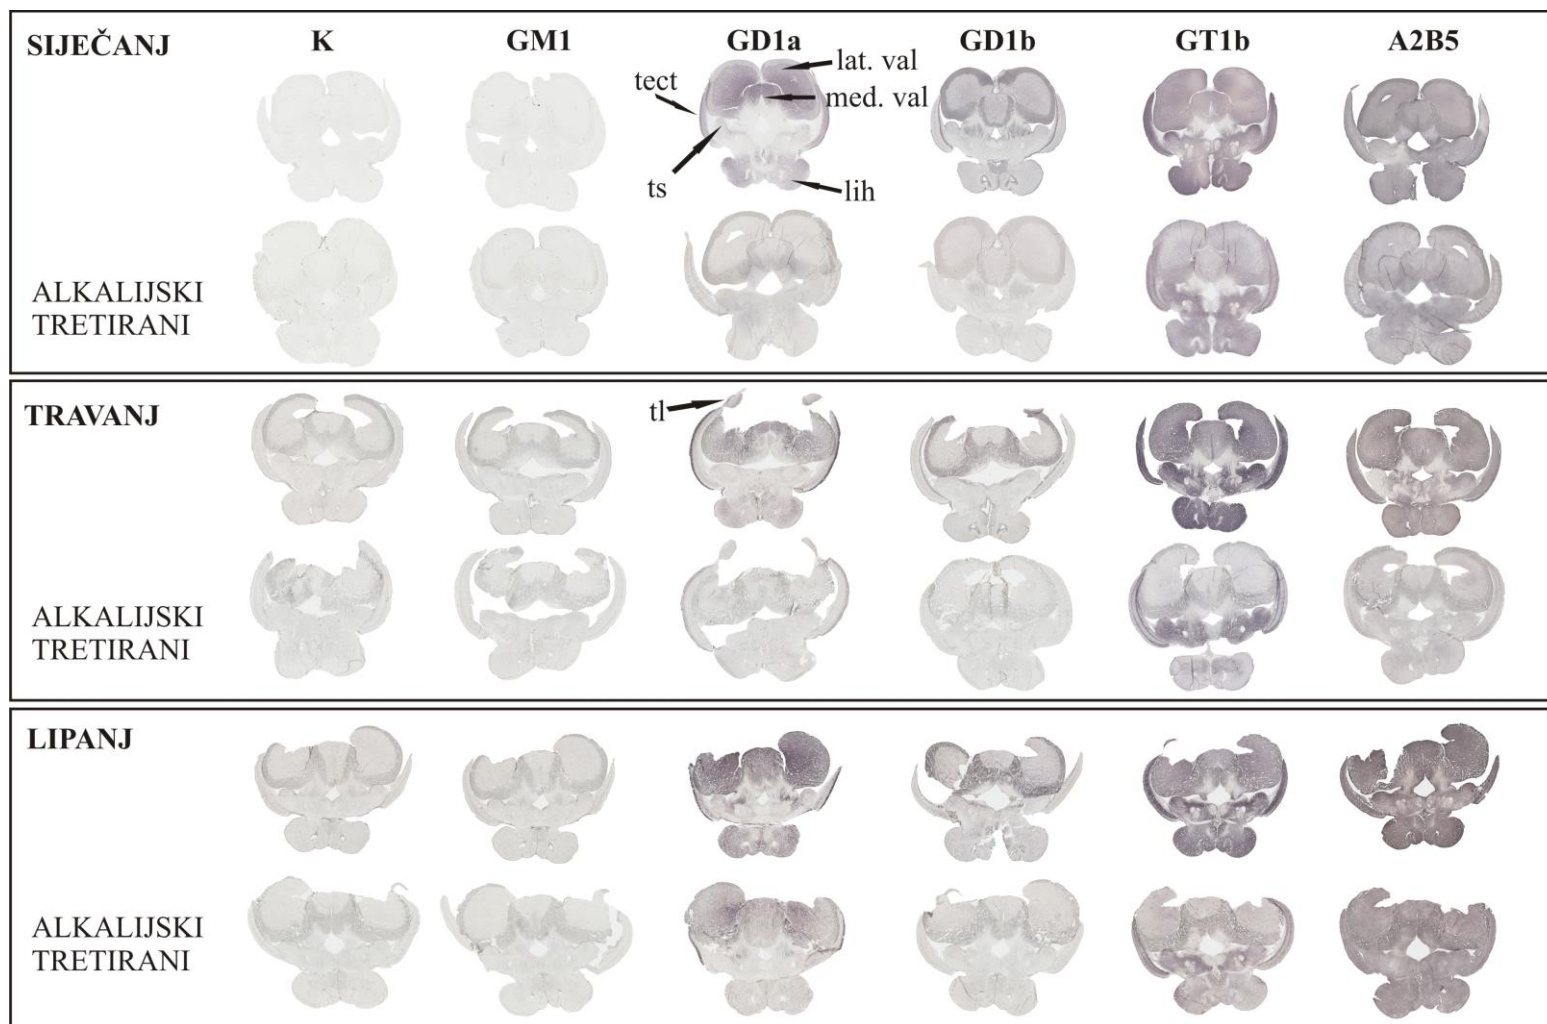 SIJEČANJ K GM1 GD1a GD1b GT1b A2B5
tect
lat. val
med. val
ts
lih
ALKALIJSKI
TRETIRANI
TRAVANJ
tl
ALKALIJSKI
TRETIRANI
LIPANJ
ALKALIJSKI
TRETIRANI